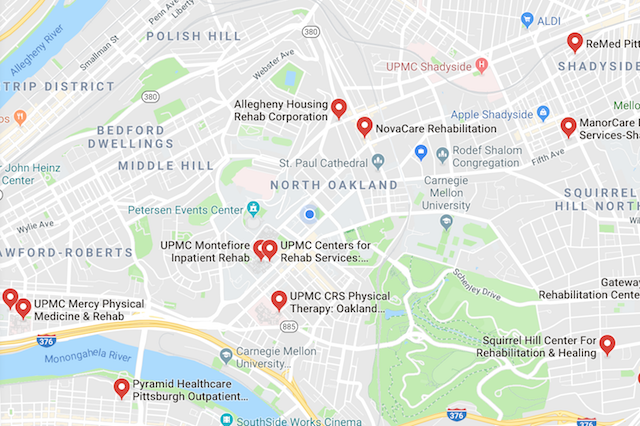 ALDI
Penn Ave
Liberty
POLISH HILL
ReMed Pit
Allegheny River
Smallman St
380
Webster Ave
UPMC Shadyside
SHADYSIDE
TRIP DISTRICT
380
Allegheny Housing
Rehab Corporation
Apple Shadyside
Mello
os
NovaCare Rehabilitation
ManorCare
Services-Sha
BEDFORD
DWELLINGS
Rodef Shalom
Congregation
Fifth Ave
r John Heinz
Center
MIDDLE HILL
St. Paul Cathedral
NORTH OAKLAND
Carnegie
Mellon
University
SQUIRREL
HILL NORTH
Petersen Events Center
Wylie Ave
AWFORD-ROBERTS
UPMC Montefiore
Inpatient Rehab
UPMC Centers for
Rehab Services:...
Schenley Drive
Gateway
Rehabilitation Center
UPMC Mercy Physical
Medicine & Rehab
UPMC CRS Physical
Therapy: Oakland...
885
376
Squirrel Hill Center For
Rehabilitation & Healing
Monongahela River
Carnegie Mellon
University...
Pyramid Healthcare
Pittsburgh Outpatient...
376
376
SouthSide Works Cinema